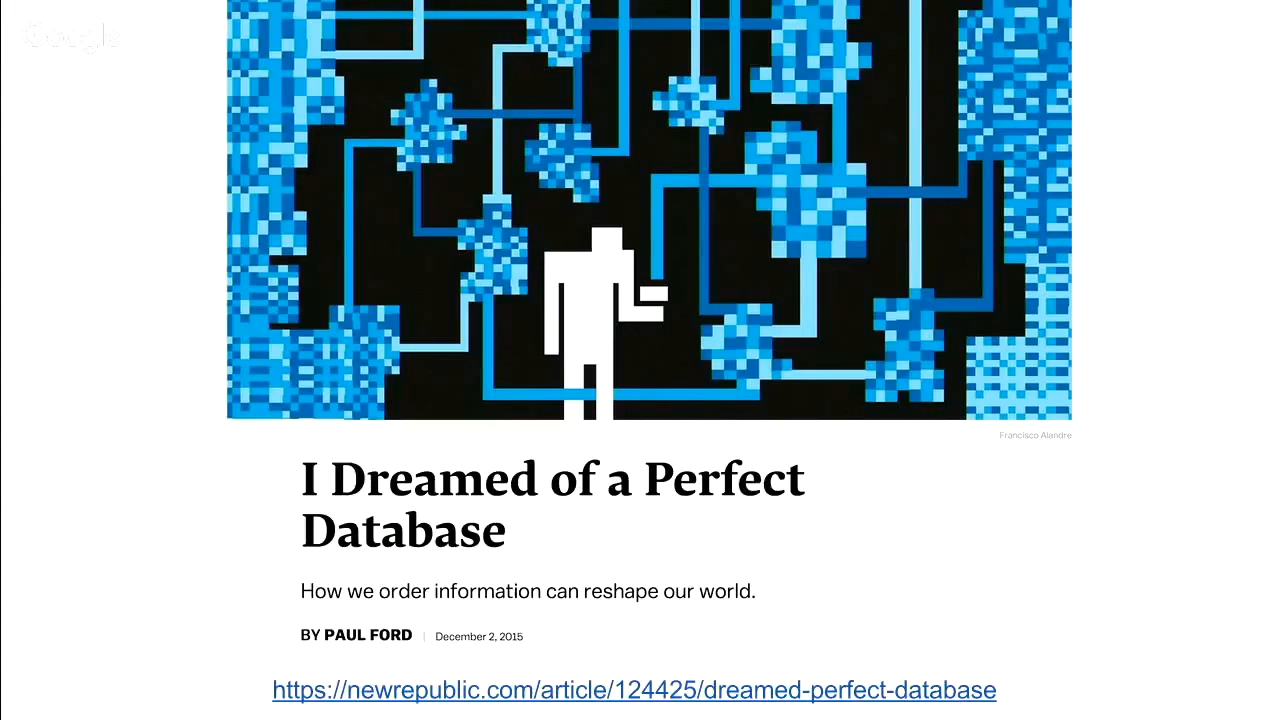 Google
Francisco Alandre
I Dreamed of a Perfect
Database
How we order information can reshape our world.
BY PAUL FORD | December 2, 2015
https://newrepublic.com/article/124425/dreamed-perfect-database